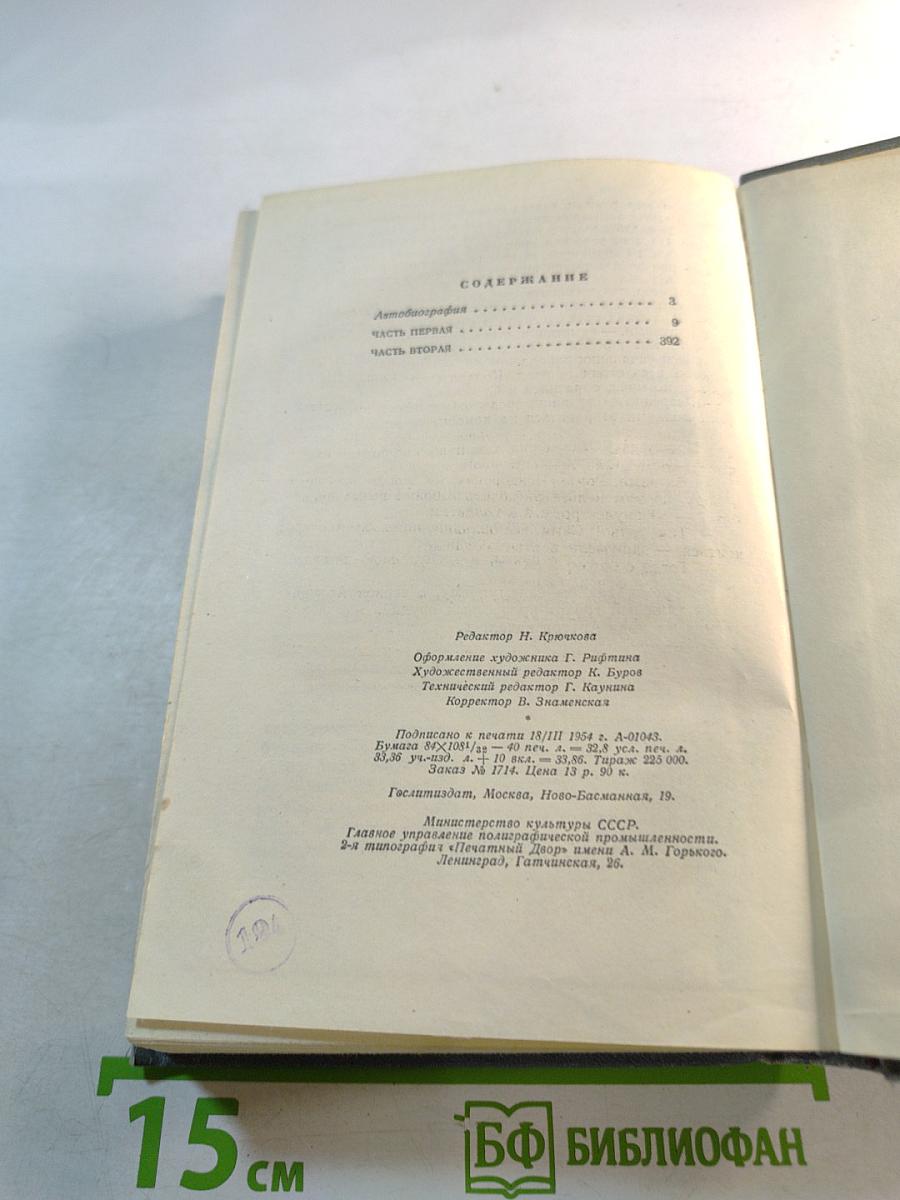 СОДЕРЖАНИЕ
Автобиография . . . . . . . . . . . . . . . . . . . 3
ЧАСТЬ ПЕРВАЯ . . . . . . . . . . . . . . . . . . . . 9
ЧАСТЬ ВТОРАЯ . . . . . . . . . . . . . . . . . . . . 392
Редактор Н. Крючкова
Оформление художника Г. Рифтина
Художественный редактор К. Буров
Технический редактор Г. Каунина
Корректор В. Знаменская
*
Подписано к печати 18/III 1954 г. А-01043.
Бумага 84×108¹/₃₂ — 40 печ. л. = 32,8 усл. печ. л.
33,36 уч.-изд. л. + 10 вкл. = 33,86. Тираж 225 000.
Заказ № 1714. Цена 13 р. 90 к.
Гослитиздат, Москва, Ново-Басманная, 19.
Министерство культуры СССР.
Главное управление полиграфической промышленности.
2-я типография «Печатный Двор» имени А. М. Горького.
Ленинград, Гатчинская, 26.
15 см
БФ БИБЛИОФАН